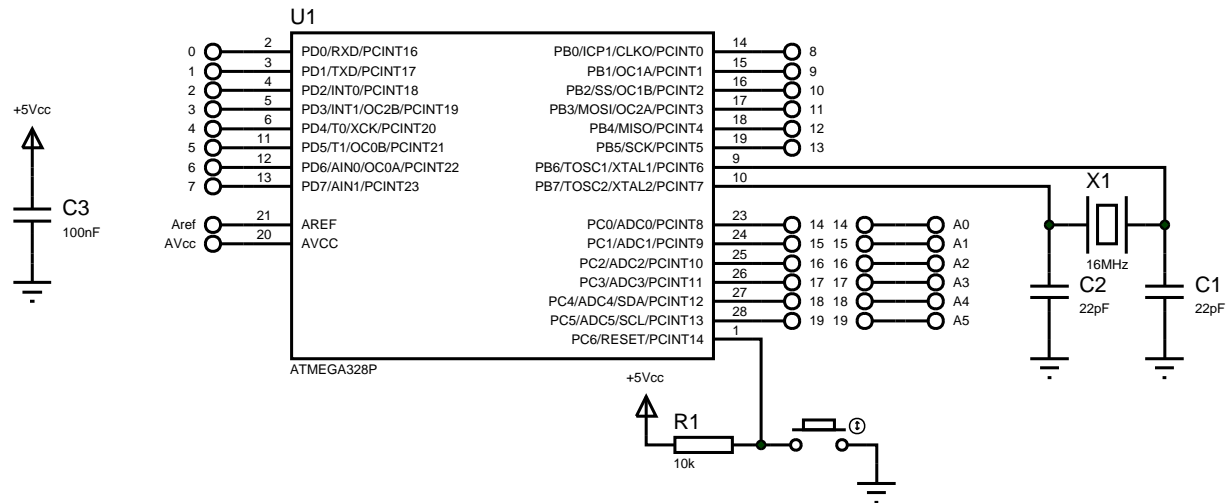 U1
0 2 PD0/RXD/PCINT16 PB0/ICP1/CLKO/PCINT0 14 8
1 3 PD1/TXD/PCINT17 PB1/OC1A/PCINT1 15 9
2 4 PD2/INT0/PCINT18 PB2/SS/OC1B/PCINT2 16 10
3 5 PD3/INT1/OC2B/PCINT19 PB3/MOSI/OC2A/PCINT3 17 11
4 6 PD4/T0/XCK/PCINT20 PB4/MISO/PCINT4 18 12
5 11 PD5/T1/OC0B/PCINT21 PB5/SCK/PCINT5 19 13
6 12 PD6/AIN0/OC0A/PCINT22 PB6/TOSC1/XTAL1/PCINT6 9
7 13 PD7/AIN1/PCINT23 PB7/TOSC2/XTAL2/PCINT7 10
Aref 21 AREF PC0/ADC0/PCINT8 23 14 14 A0
AVcc 20 AVCC PC1/ADC1/PCINT9 24 15 15 A1
PC2/ADC2/PCINT10 25 16 16 A2
PC3/ADC3/PCINT11 26 17 17 A3
PC4/ADC4/SDA/PCINT12 27 18 18 A4
PC5/ADC5/SCL/PCINT13 28 19 19 A5
PC6/RESET/PCINT14 1
ATMEGA328P
+5Vcc
C3
100nF
X1
16MHz
C2
22pF
C1
22pF
+5Vcc
R1
10k